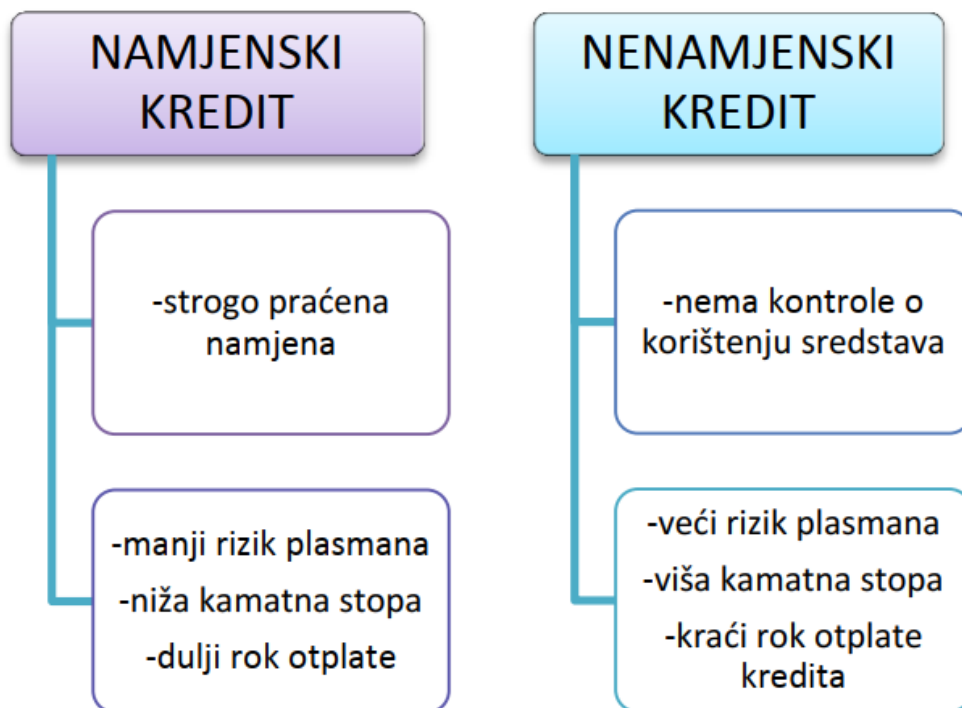 NAMJENSKI
KREDIT
-strogo praćena
namjena
-manji rizik plasmana
-niža kamatna stopa
-dulji rok otplate
NENAMJENSKI
KREDIT
-nema kontrole o
korištenju sredstava
-veći rizik plasmana
-viša kamatna stopa
-kraći rok otplate
kredita